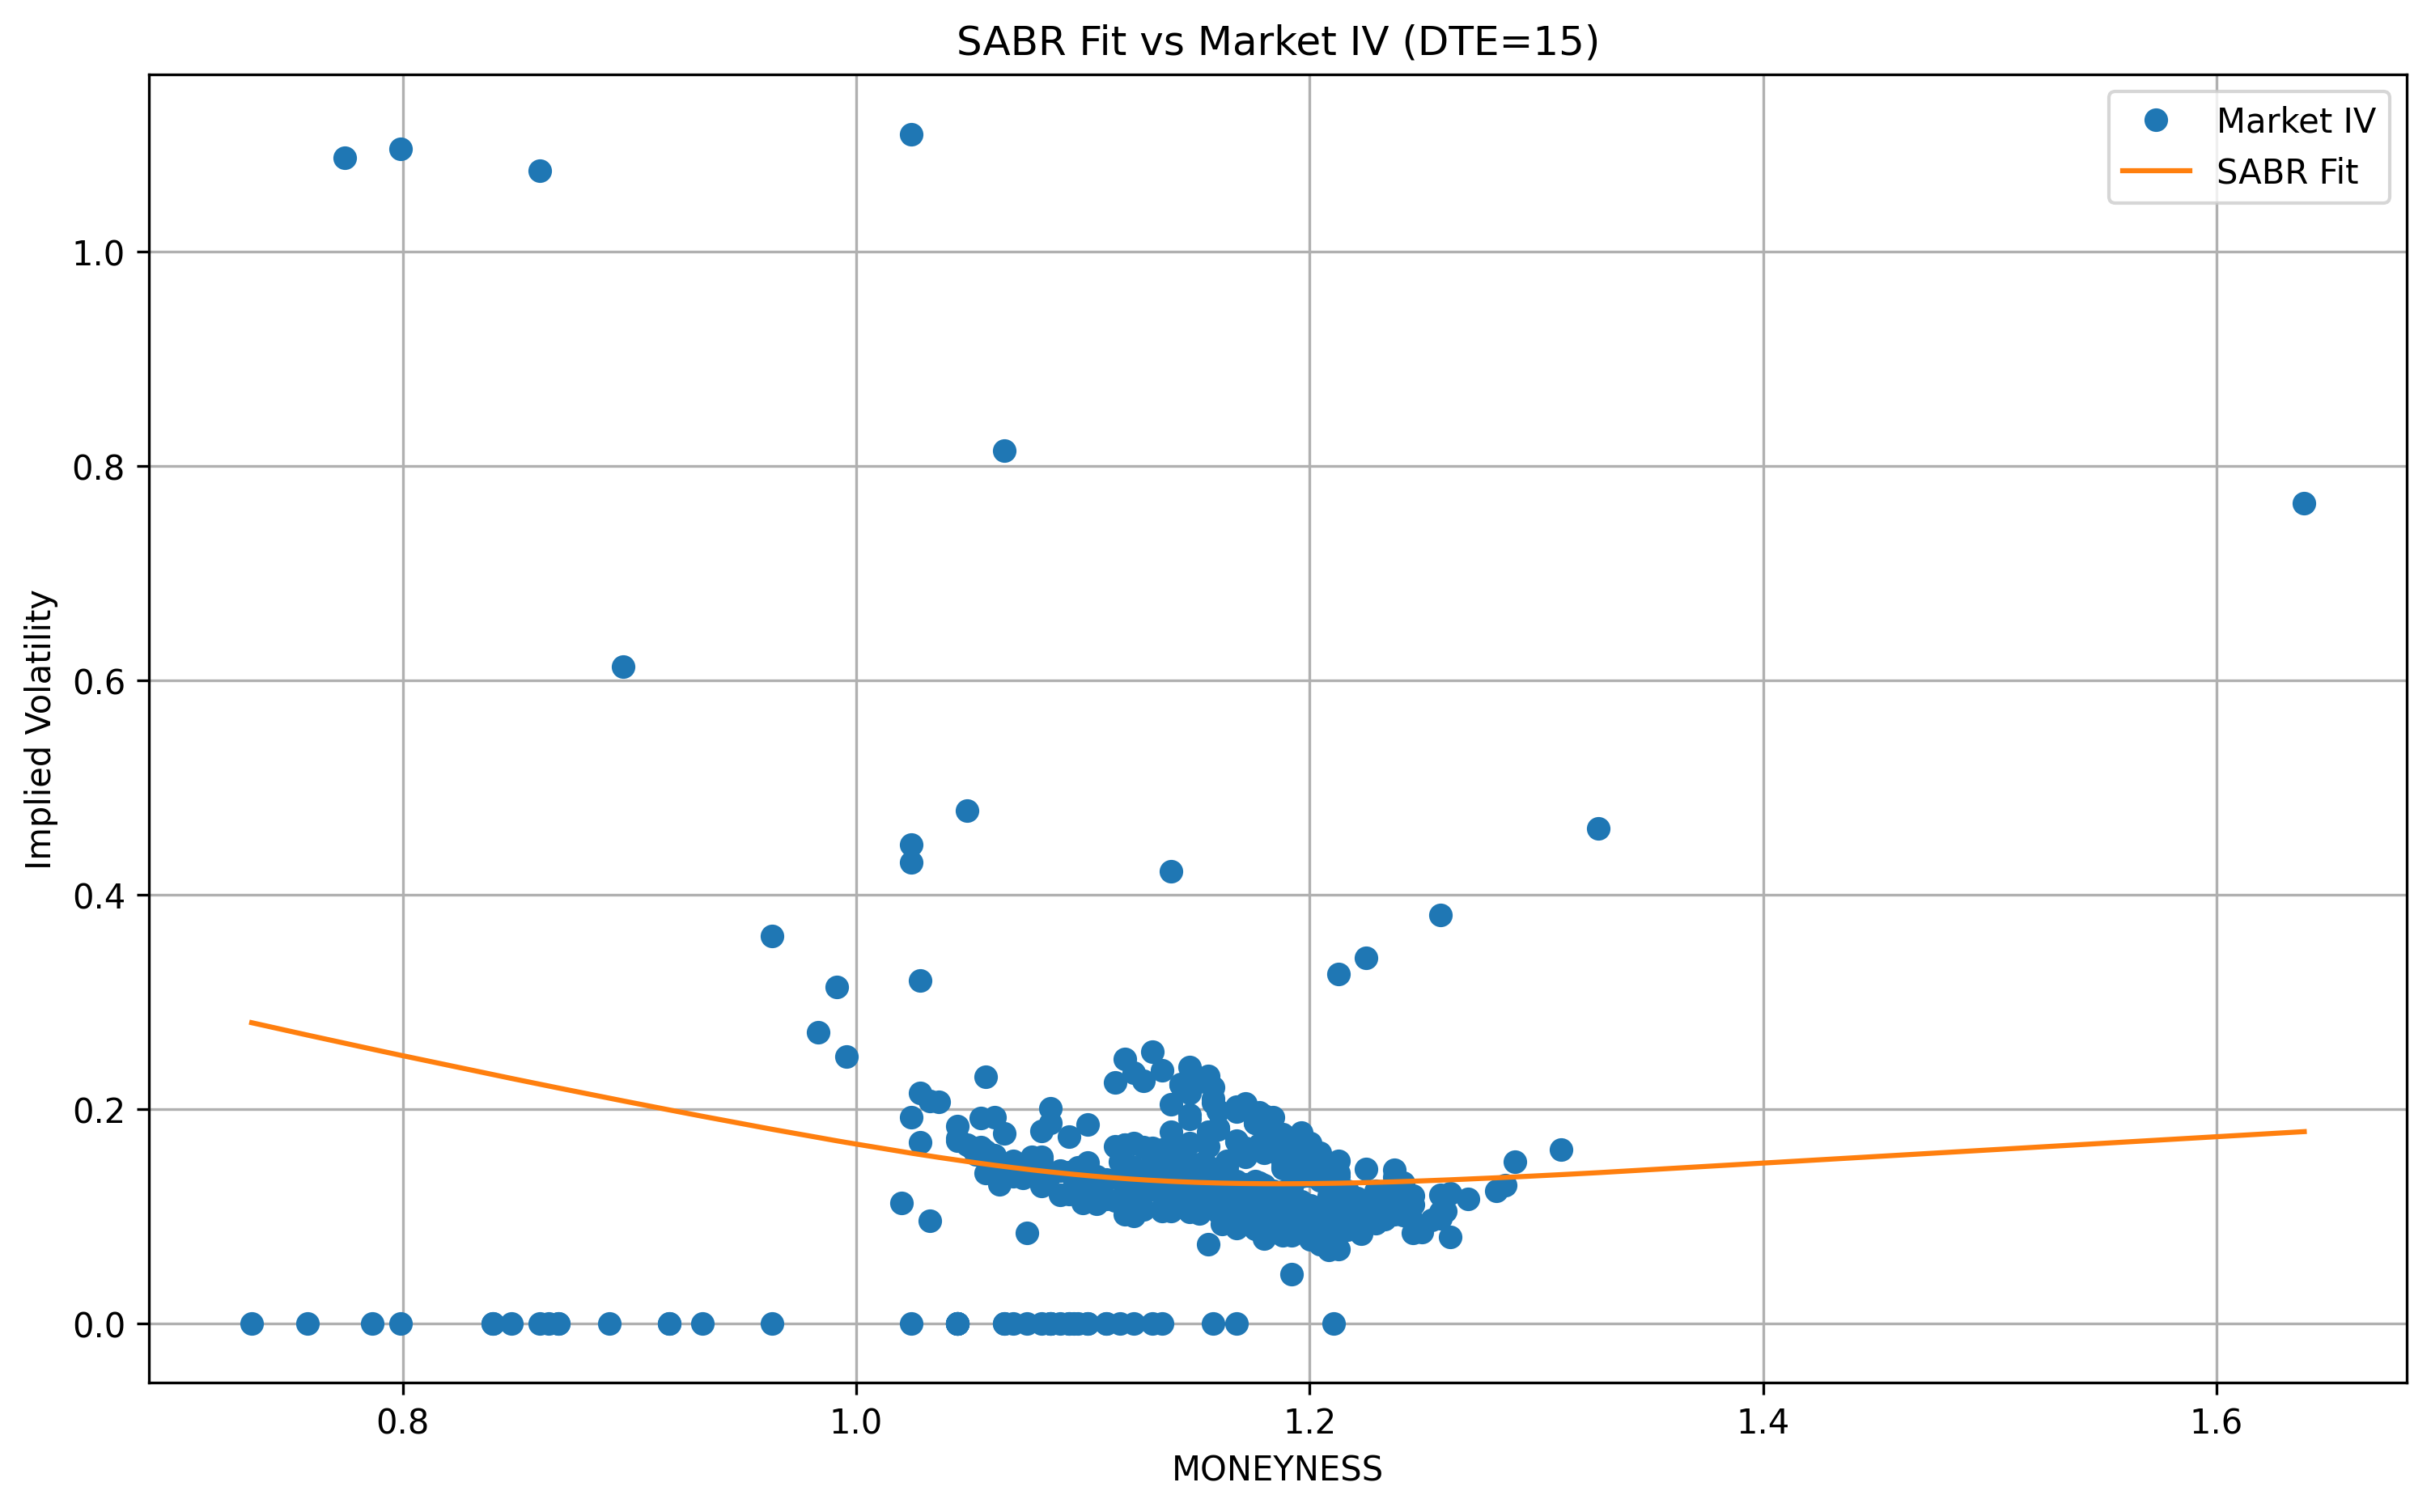 SABR Fit vs Market IV (DTE=15)
Market IV
SABR Fit
Implied Volatility
1.0
0.8
0.6
0.4
0.2
0.0
0.8 1.0 1.2 1.4 1.6
MONEYNESS